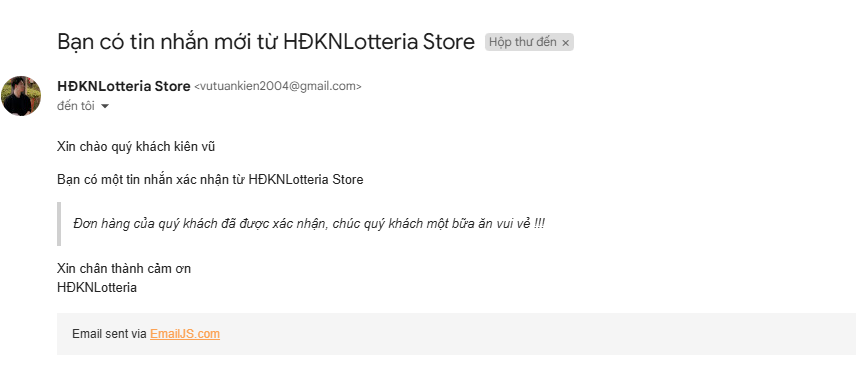 Bạn có tin nhắn mới từ HĐKNLotteria Store Hộp thư đến ×
HĐKNLotteria Store <vutuankien2004@gmail.com>
đến tôi
Xin chào quý khách kiên vũ
Bạn có một tin nhắn xác nhận từ HĐKNLotteria Store
Đơn hàng của quý khách đã được xác nhận, chúc quý khách một bữa ăn vui vẻ !!!
Xin chân thành cảm ơn
HĐKNLotteria
Email sent via EmailJS.com